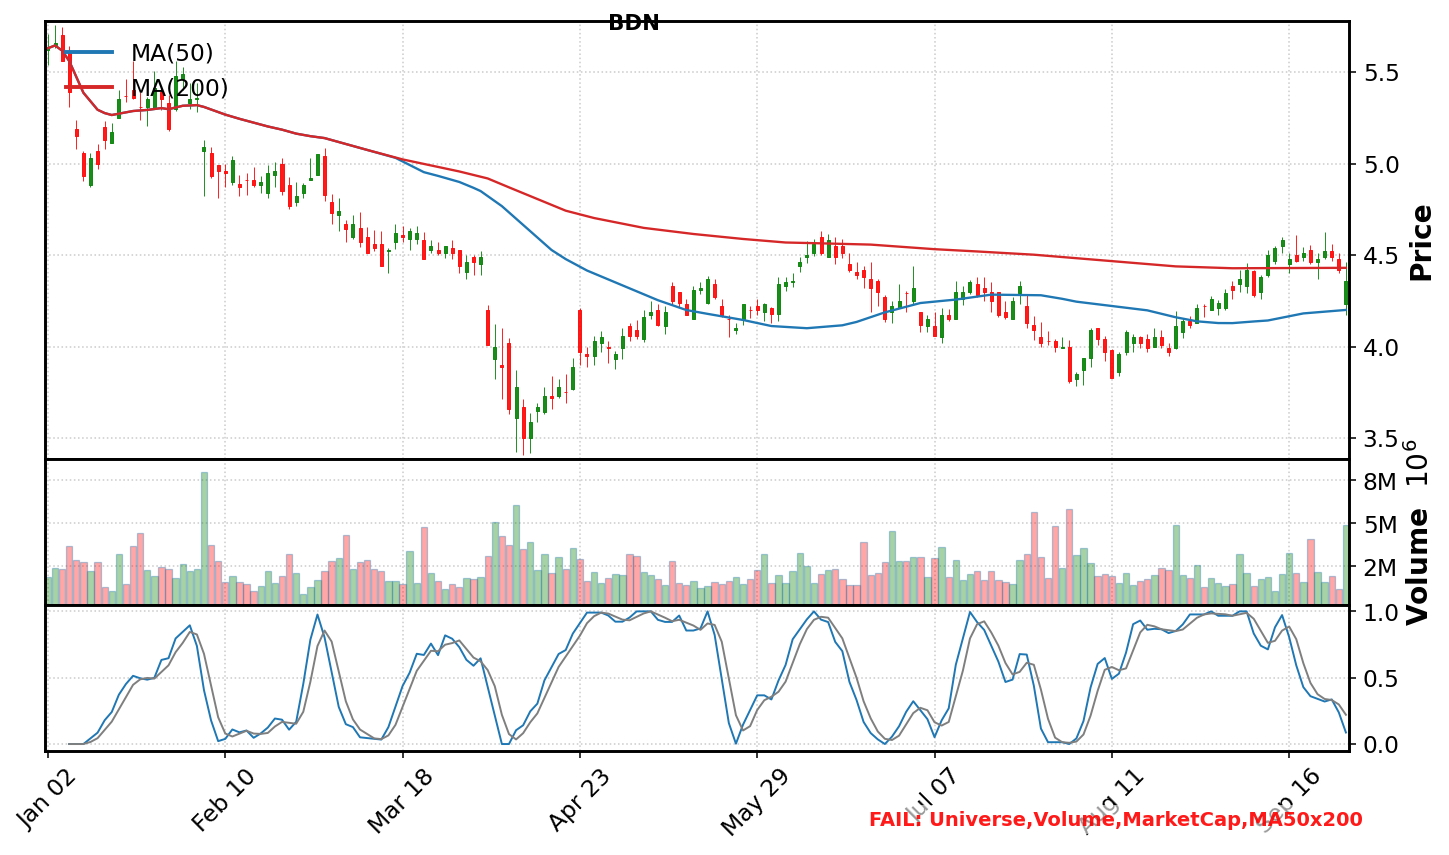 BDN
MA(50)
MA(200)
5.5
5.0
4.5
4.0
3.5
Price
8M
5M
2M
Volume 10⁶
1.0
0.5
0.0
Jan 02
Feb 10
Mar 18
Apr 23
May 29
Jul 07
Aug 11
Sep 16
FAIL: Universe,Volume,MarketCap,MA50x200